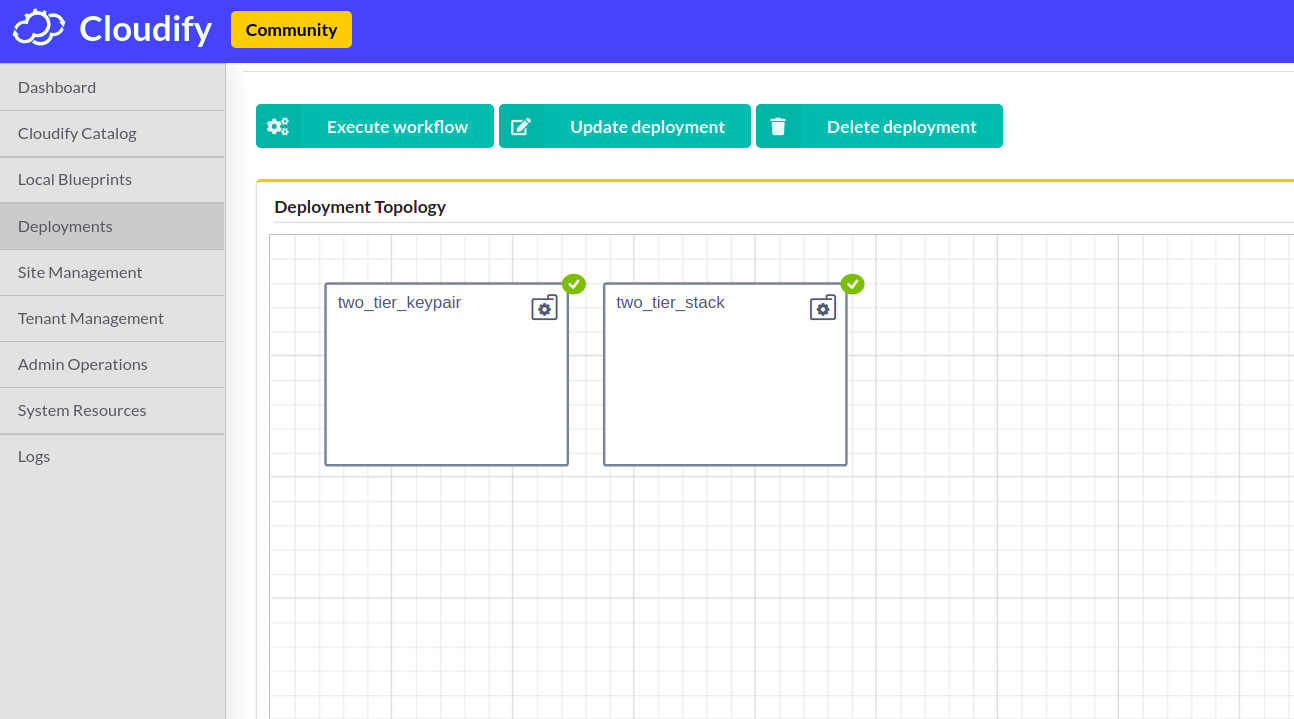 Cloudify Community
Dashboard
Cloudify Catalog
Local Blueprints
Deployments
Site Management
Tenant Management
Admin Operations
System Resources
Logs
Execute workflow
Update deployment
Delete deployment
Deployment Topology
two_tier_keypair
two_tier_stack